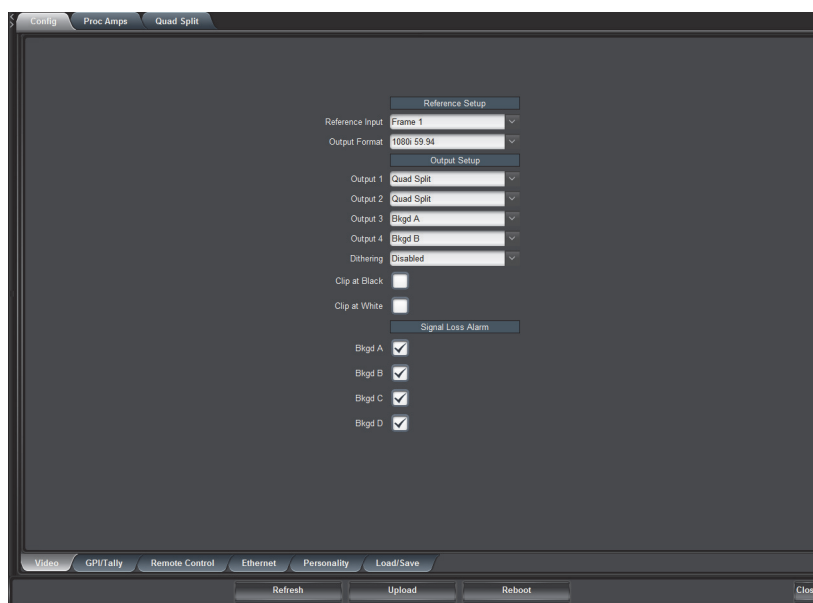 Config Proc Amps Quad Split
Reference Setup
Reference Input Frame 1
Output Format 1080i 59.94
Output Setup
Output 1 Quad Split
Output 2 Quad Split
Output 3 Bkgd A
Output 4 Bkgd B
Dithering Disabled
Clip at Black
Clip at White
Signal Loss Alarm
Bkgd A
Bkgd B
Bkgd C
Bkgd D
Video GPI/Tally Remote Control Ethernet Personality Load/Save
Refresh Upload Reboot Clos